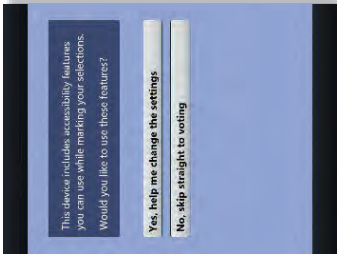 This device includes accessibility features
you can use while marking your selections.
Would you like to use these features?
Yes, help me change the settings
No, skip straight to voting